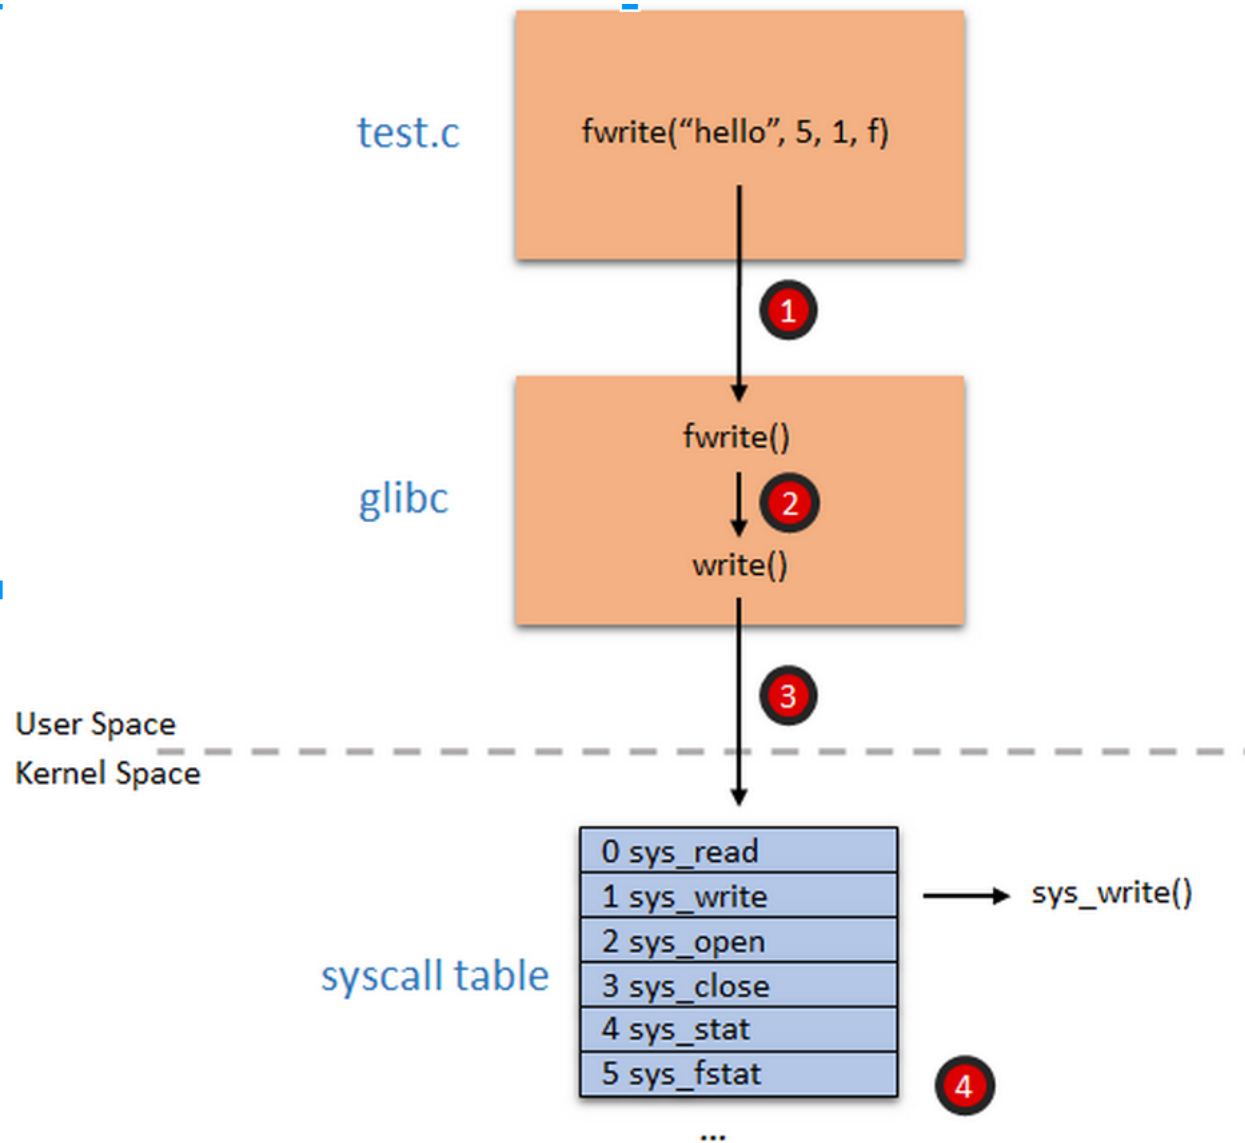 test.c
fwrite(“hello”, 5, 1, f)
1
glibc
fwrite()
2
write()
3
User Space
Kernel Space
syscall table
0 sys_read
1 sys_write
2 sys_open
3 sys_close
4 sys_stat
5 sys_fstat
...
sys_write()
4